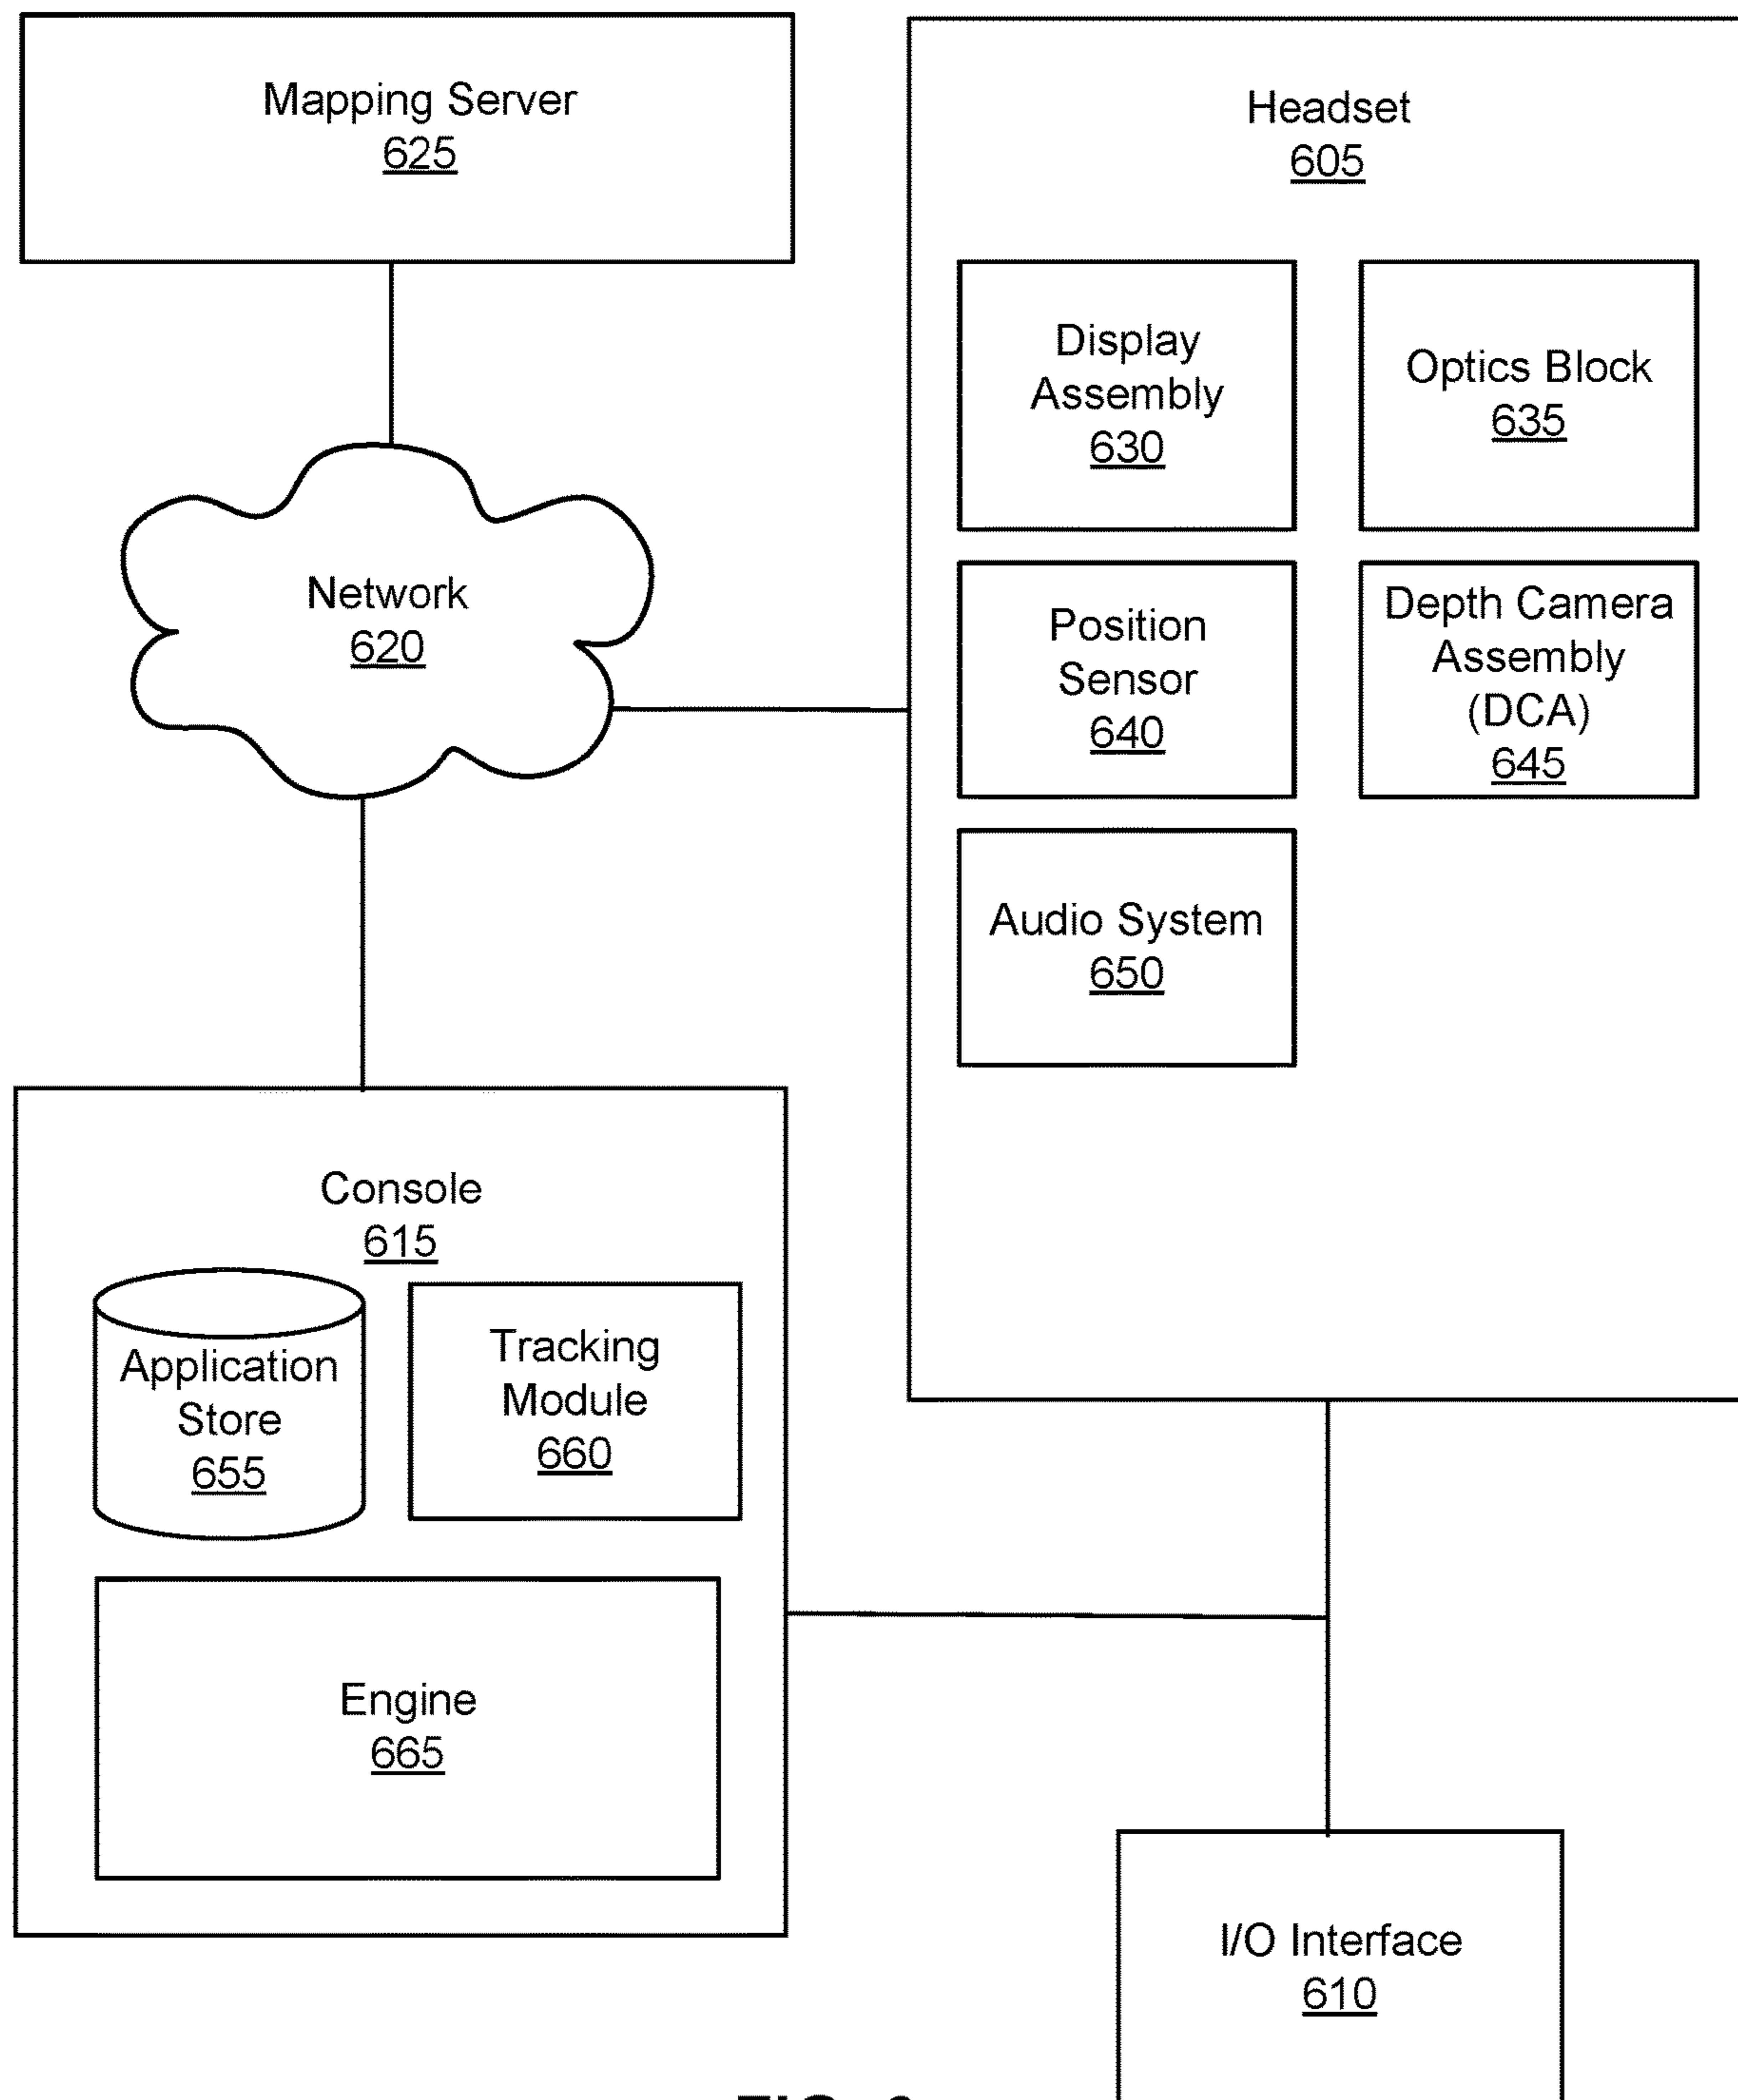 Mapping Server
625
Headset
605
Display
Assembly
630
Optics Block
635
Position
Sensor
640
Depth Camera
Assembly
(DCA)
645
Audio System
650
Network
620
Console
615
Application
Store
655
Tracking
Module
660
Engine
665
I/O Interface
610